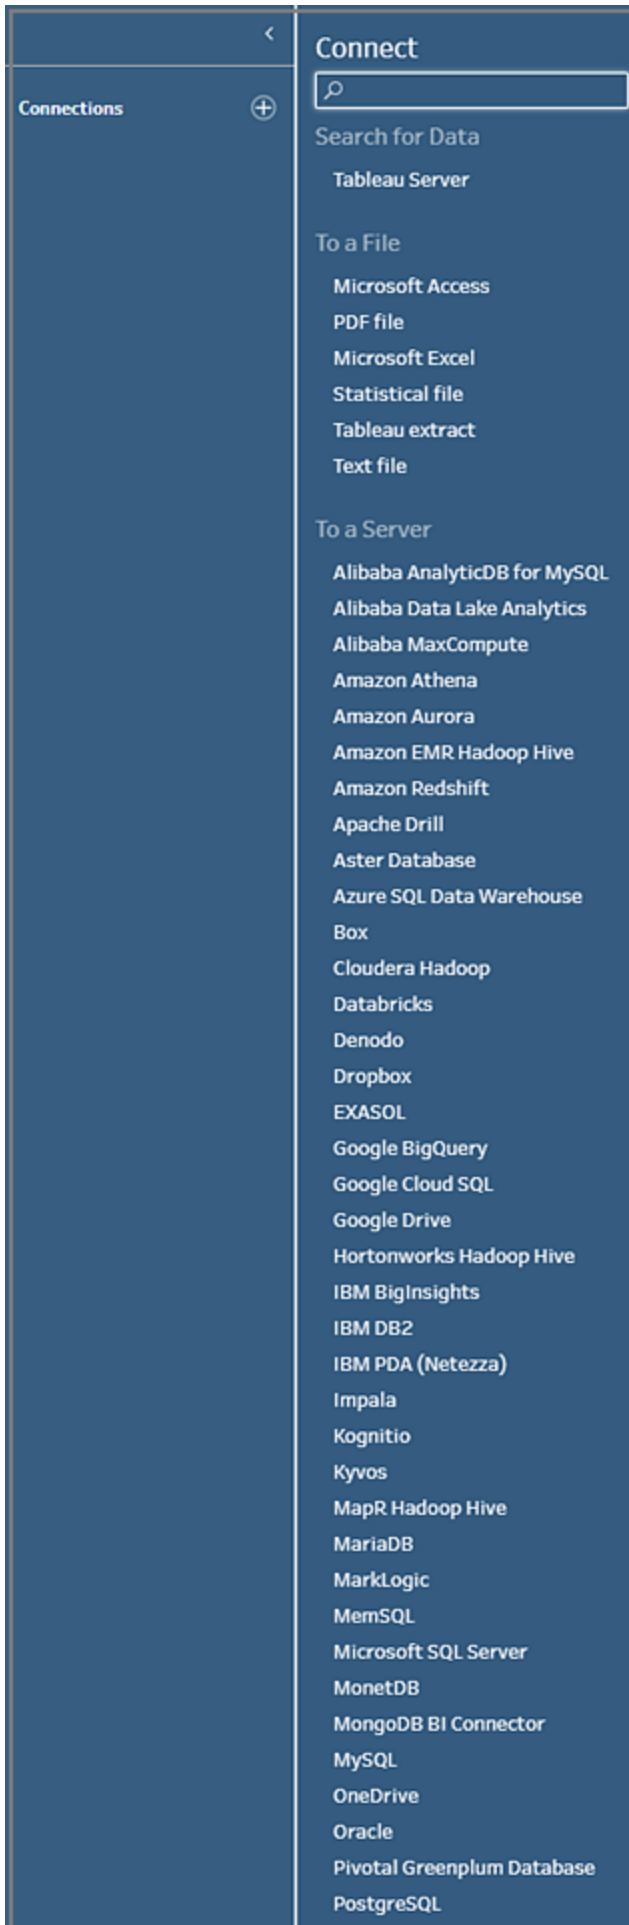 Connections
Connect
Search for Data
Tableau Server
To a File
Microsoft Access
PDF file
Microsoft Excel
Statistical file
Tableau extract
Text file
To a Server
Alibaba AnalyticDB for MySQL
Alibaba Data Lake Analytics
Alibaba MaxCompute
Amazon Athena
Amazon Aurora
Amazon EMR Hadoop Hive
Amazon Redshift
Apache Drill
Aster Database
Azure SQL Data Warehouse
Box
Cloudera Hadoop
Databricks
Denodo
Dropbox
EXASOL
Google BigQuery
Google Cloud SQL
Google Drive
Hortonworks Hadoop Hive
IBM BigInsights
IBM DB2
IBM PDA (Netezza)
Impala
Kognitio
Kyvos
MapR Hadoop Hive
MariaDB
MarkLogic
MemSQL
Microsoft SQL Server
MonetDB
MongoDB BI Connector
MySQL
OneDrive
Oracle
Pivotal Greenplum Database
PostgreSQL